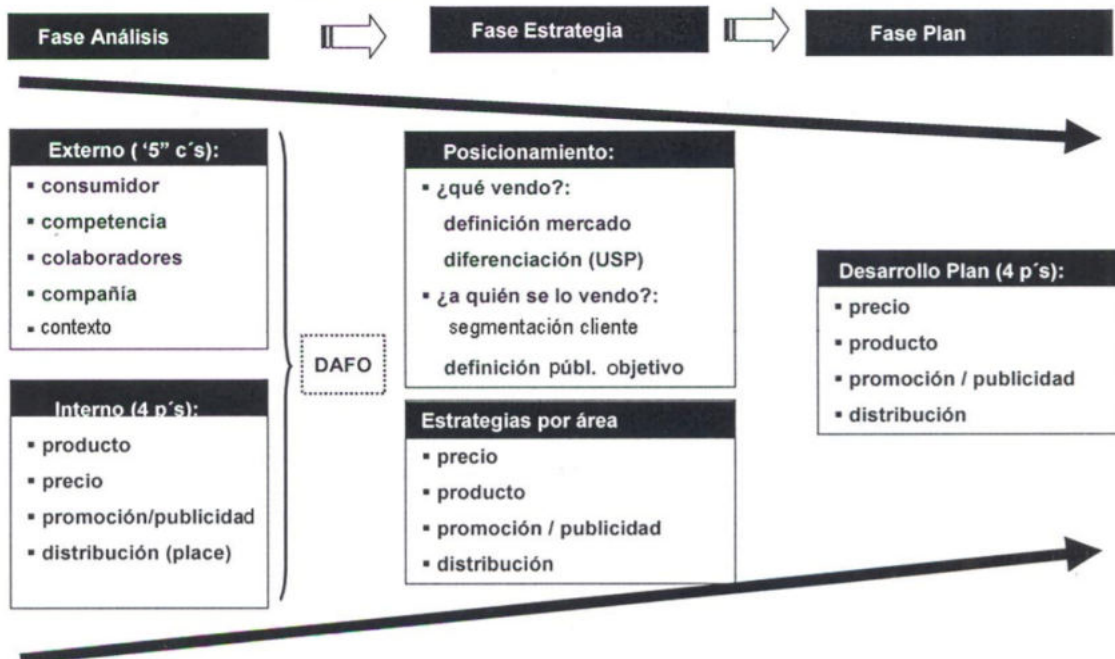 Fase Análisis
Fase Estrategia
Fase Plan
Externo ( ‘5” c´s):
▪ consumidor
▪ competencia
▪ colaboradores
▪ compañía
▪ contexto
Interno (4 p´s):
▪ producto
▪ precio
▪ promoción/publicidad
▪ distribución (place)
DAFO
Posicionamiento:
▪ ¿qué vendo?:
definición mercado
diferenciación (USP)
▪ ¿a quién se lo vendo?:
segmentación cliente
definición públ. objetivo
Estrategias por área
▪ precio
▪ producto
▪ promoción / publicidad
▪ distribución
Desarrollo Plan (4 p´s):
▪ precio
▪ producto
▪ promoción / publicidad
▪ distribución